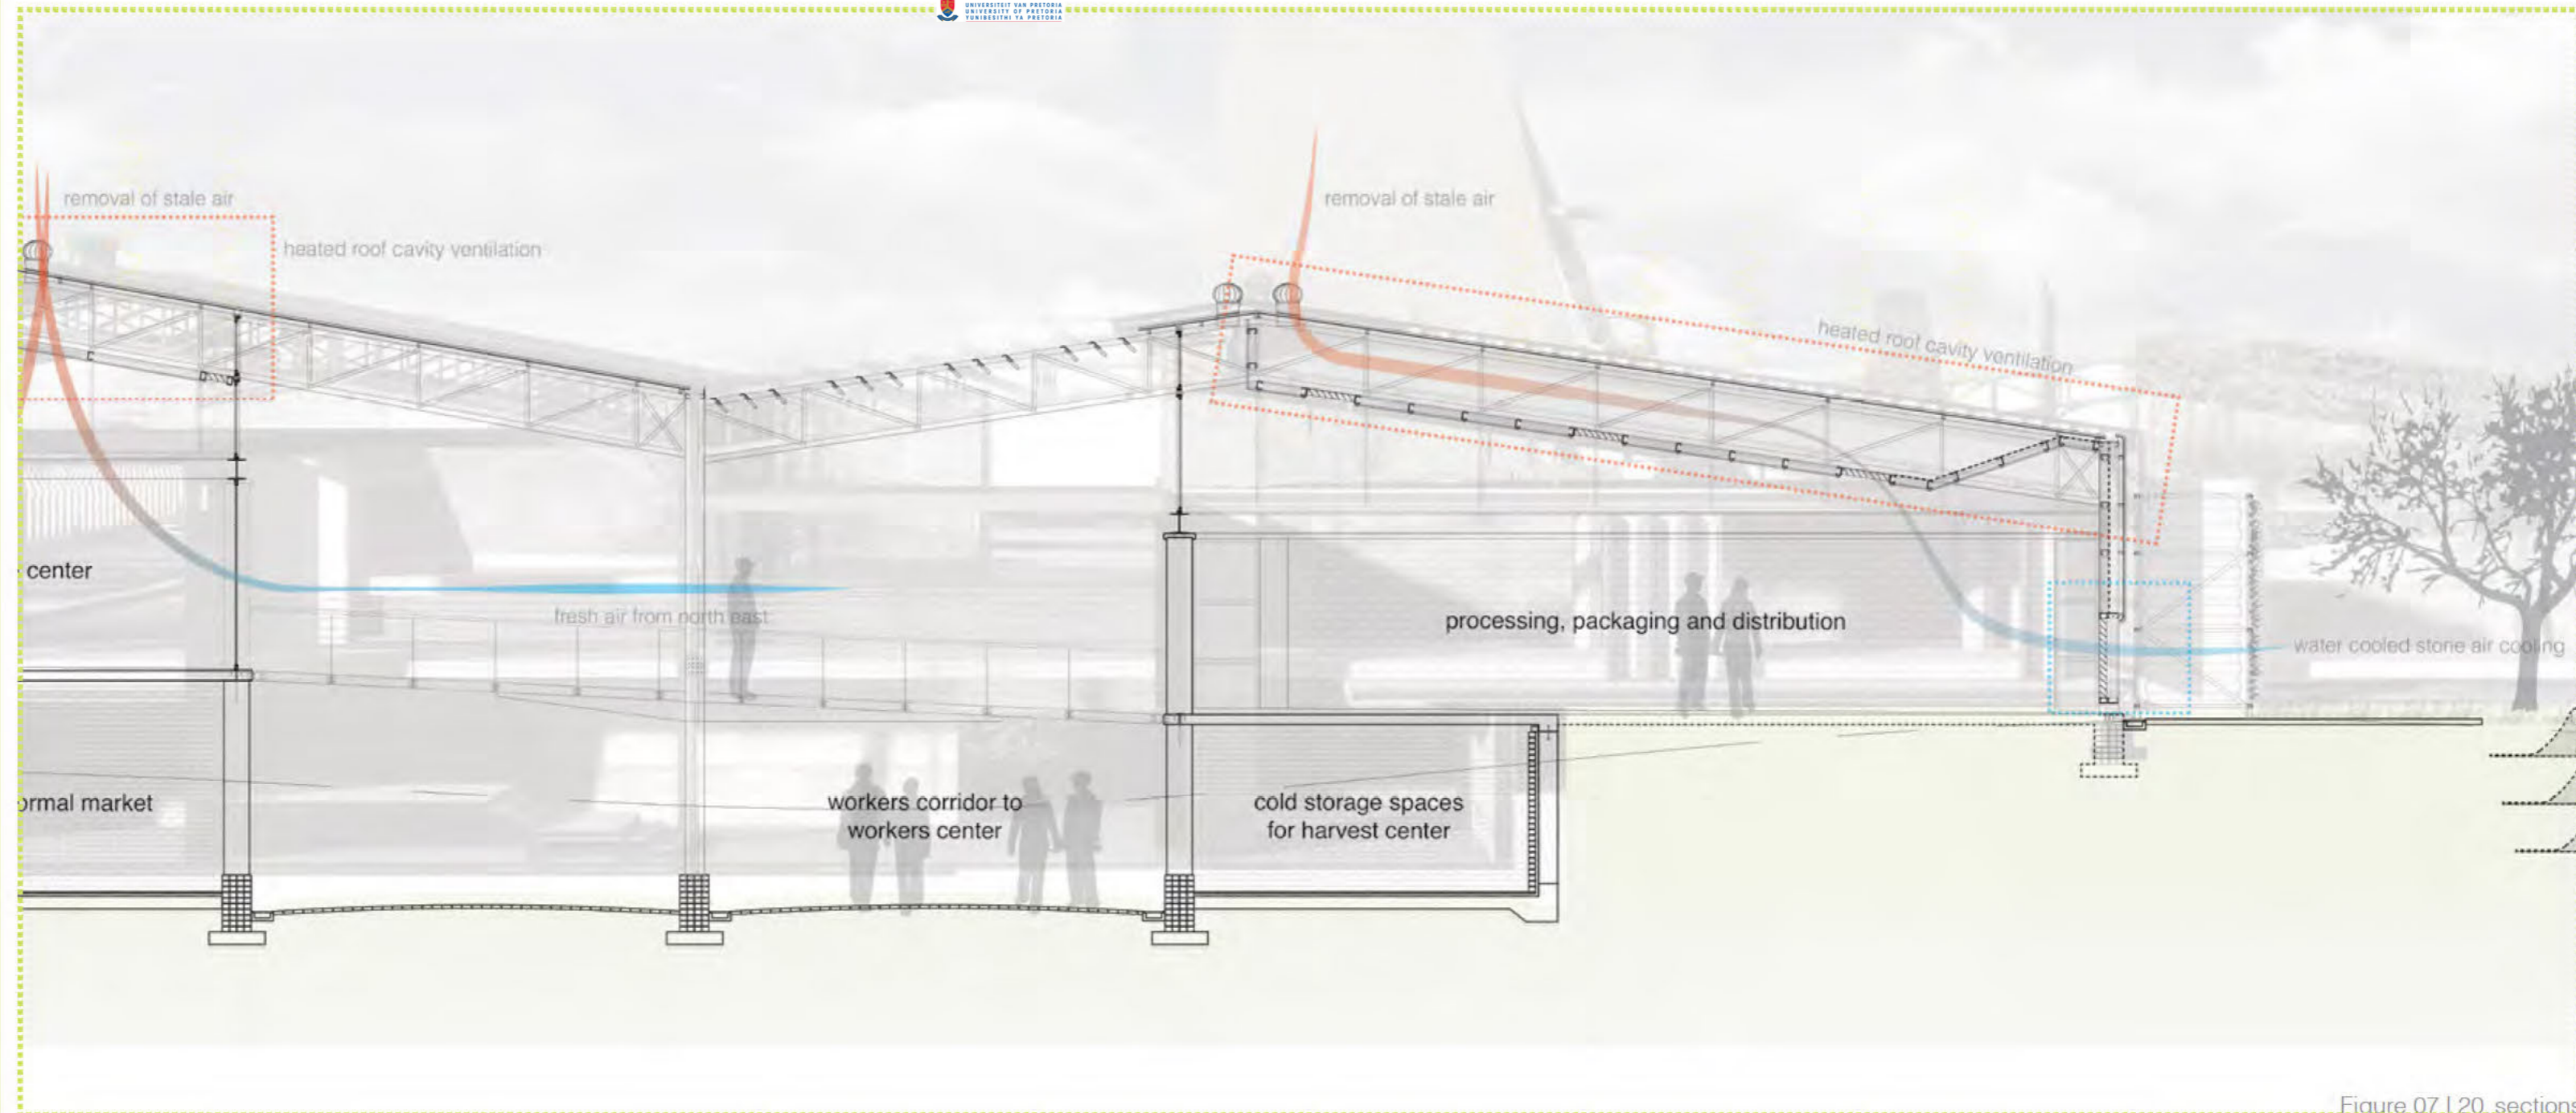 UNIVERSITEIT VAN PRETORIA
UNIVERSITY OF PRETORIA
YUNIBESITHI YA PRETORIA
removal of stale air
removal of stale air
heated roof cavity ventilation
heated roof cavity ventilation
center
fresh air from north east
processing, packaging and distribution
water cooled stone air cooling
ormal market
workers corridor to
workers center
cold storage spaces
for harvest center
Figure 07 | 20 sections